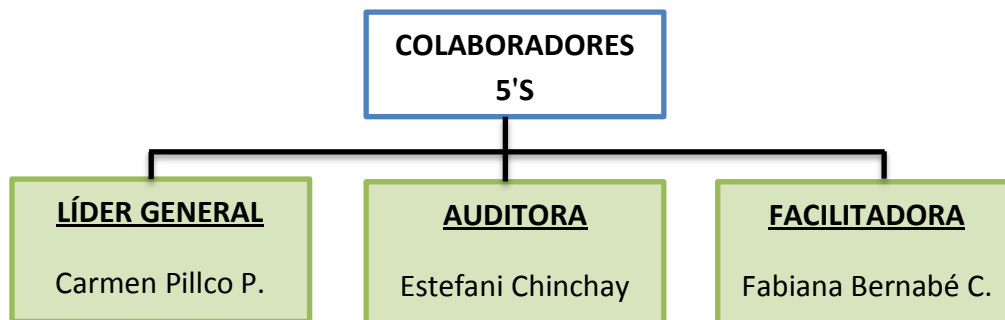 COLABORADORES
5'S
LÍDER GENERAL
Carmen Pillco P.
AUDITORA
Estefani Chinchay
FACILITADORA
Fabiana Bernabé C.